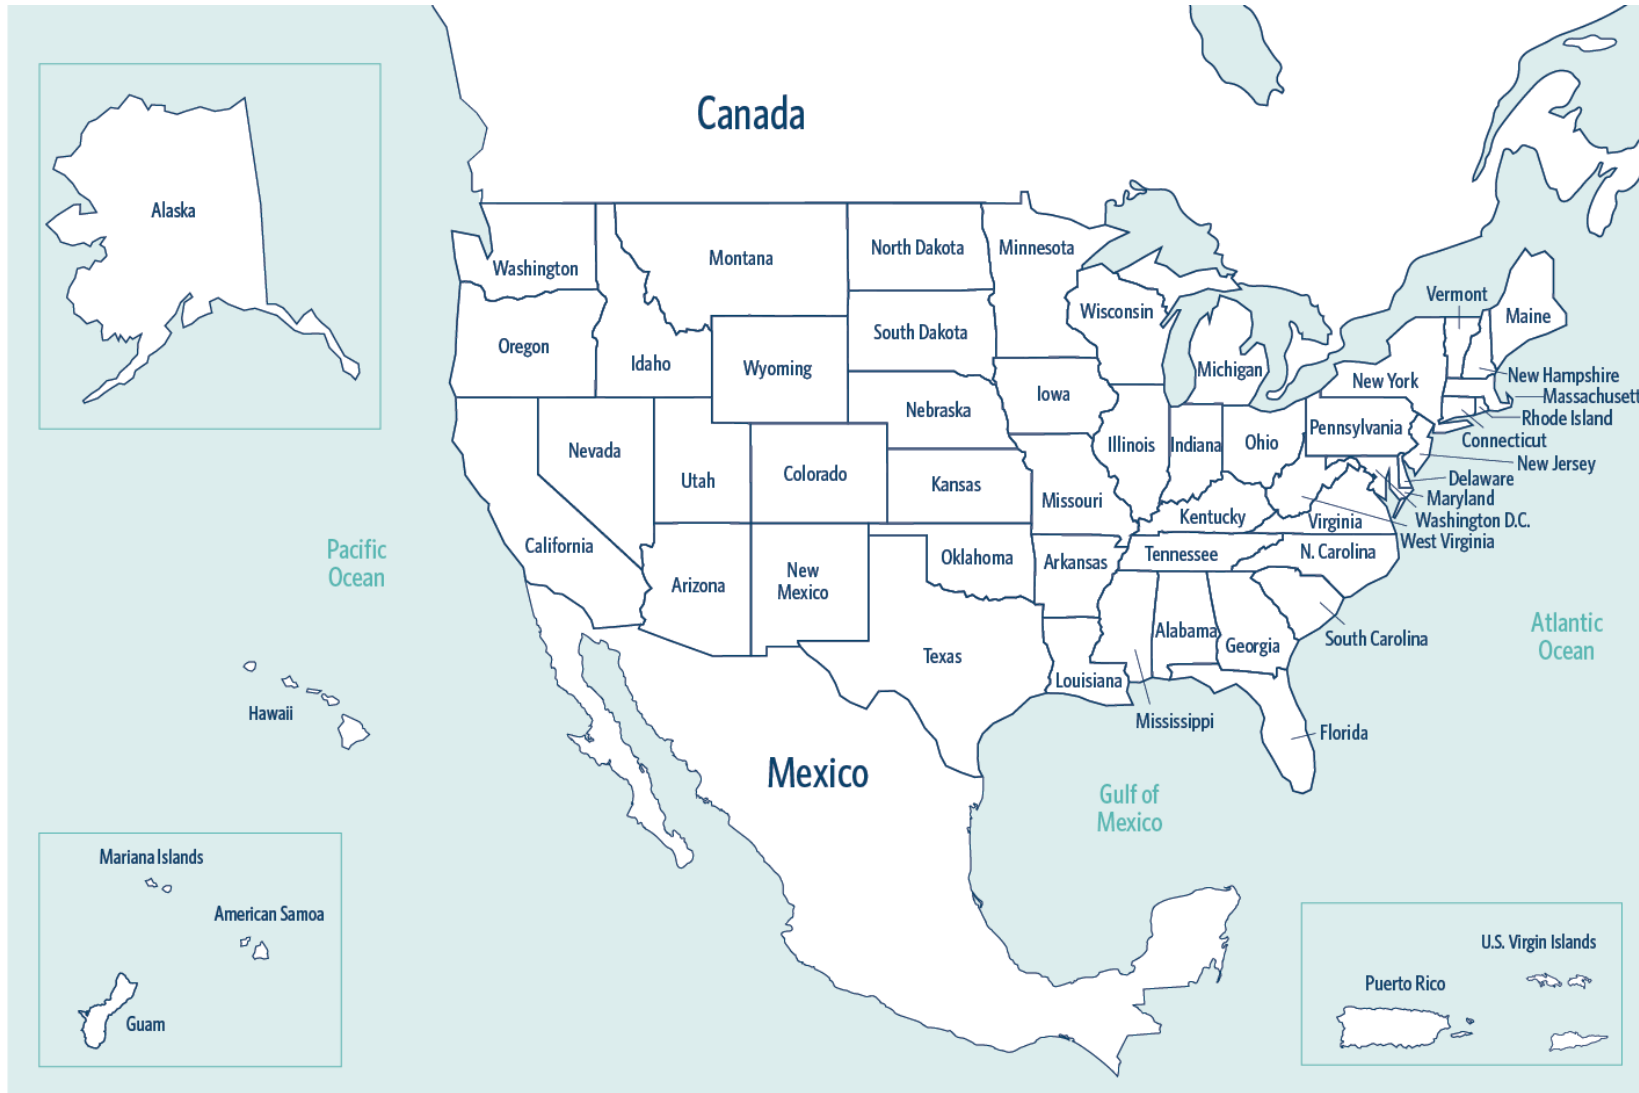 Canada
Alaska
Washington
Montana
North Dakota
Minnesota
Vermont
Maine
Wisconsin
South Dakota
Oregon
Idaho
Wyoming
Michigan
New York
New Hampshire
Massachusett
Rhode Island
Connecticut
Iowa
Nebraska
Pennsylvania
Illinois
Indiana
Ohio
New Jersey
Delaware
Maryland
Washington D.C.
West Virginia
Nevada
Utah
Colorado
Kansas
Missouri
Kentucky
Virginia
California
Pacific
Ocean
Arizona
New
Mexico
Oklahoma
Arkansas
Tennessee
N. Carolina
Atlantic
Ocean
South Carolina
Alabama
Georgia
Texas
Louisiana
Mississippi
Florida
Hawaii
Mexico
Gulf of
Mexico
Mariana Islands
American Samoa
Guam
U.S. Virgin Islands
Puerto Rico